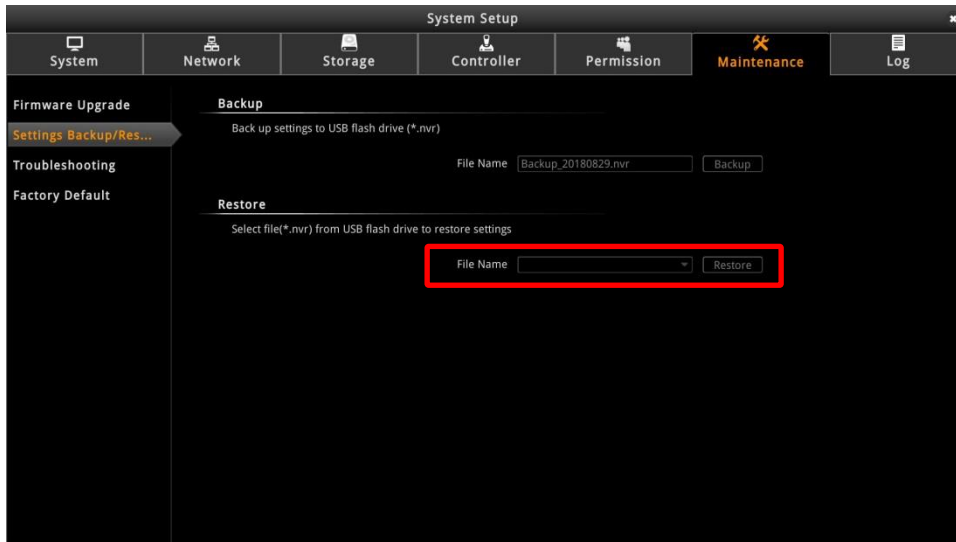 System Setup
System Network Storage Controller Permission Maintenance Log
Firmware Upgrade
Settings Backup/Res...
Troubleshooting
Factory Default
Backup
Back up settings to USB flash drive (*.nvr)
File Name Backup_20180829.nvr Backup
Restore
Select file(*.nvr) from USB flash drive to restore settings
File Name Restore